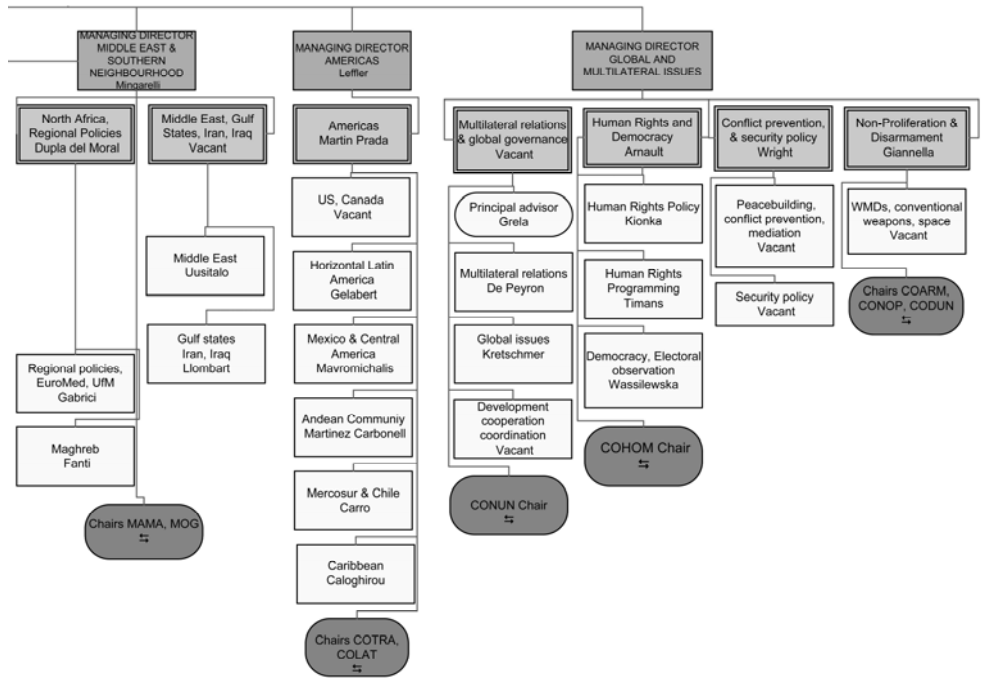 MANAGING DIRECTOR
MIDDLE EAST &
SOUTHERN
NEIGHBOURHOOD
Mingarelli
North Africa,
Regional Policies
Dupla del Moral
Middle East, Gulf
States, Iran, Iraq
Vacant
Middle East
Uusitalo
Gulf states
Iran, Iraq
Llombart
Regional policies,
EuroMed, UfM
Gabrici
Maghreb
Fanti
Chairs MAMA, MOG
⇆
MANAGING DIRECTOR
AMERICAS
Leffler
Americas
Martin Prada
US, Canada
Vacant
Horizontal Latin
America
Gelabert
Mexico & Central
America
Mavromichalis
Andean Communiy
Martinez Carbonell
Mercosur & Chile
Carro
Caribbean
Caloghirou
Chairs COTRA,
COLAT
⇆
MANAGING DIRECTOR
GLOBAL AND
MULTILATERAL ISSUES
Multilateral relations
& global governance
Vacant
Principal advisor
Grela
Multilateral relations
De Peyron
Global issues
Kretschmer
Development
cooperation
coordination
Vacant
CONUN Chair
⇆
Human Rights and
Democracy
Arnault
Human Rights Policy
Kionka
Human Rights
Programming
Timans
Democracy, Electoral
observation
Wassilewska
COHOM Chair
⇆
Conflict prevention,
& security policy
Wright
Peacebuilding,
conflict prevention,
mediation
Vacant
Security policy
Vacant
Non-Proliferation &
Disarmament
Giannella
WMDs, conventional
weapons, space
Vacant
Chairs COARM,
CONOP, CODUN
⇆